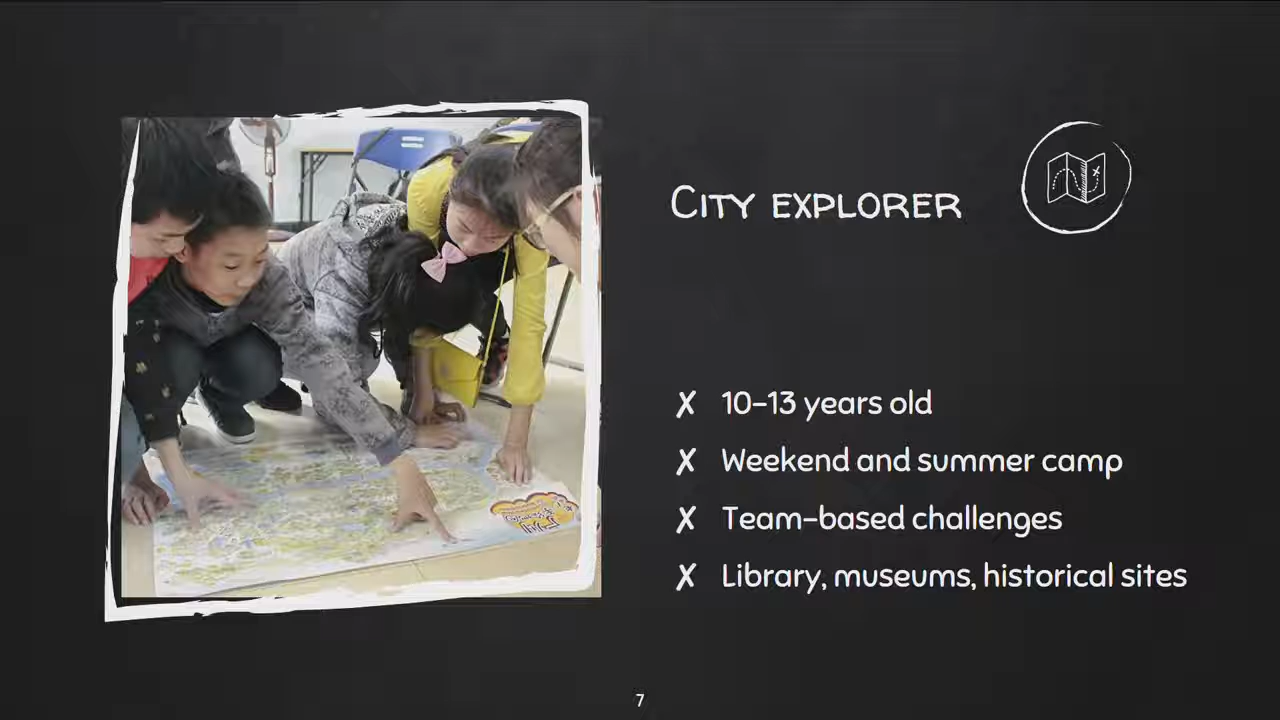 City explorer
✗ 10-13 years old
✗ Weekend and summer camp
✗ Team-based challenges
✗ Library, museums, historical sites
7